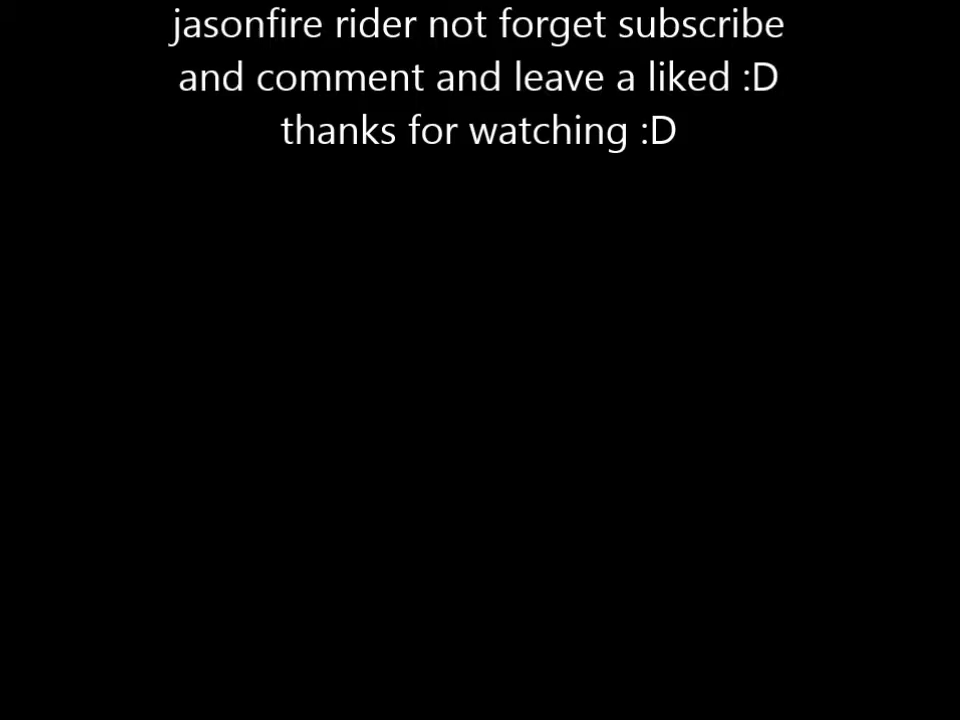 jasonfire rider not forget subscribe
and comment and leave a liked :D
thanks for watching :D